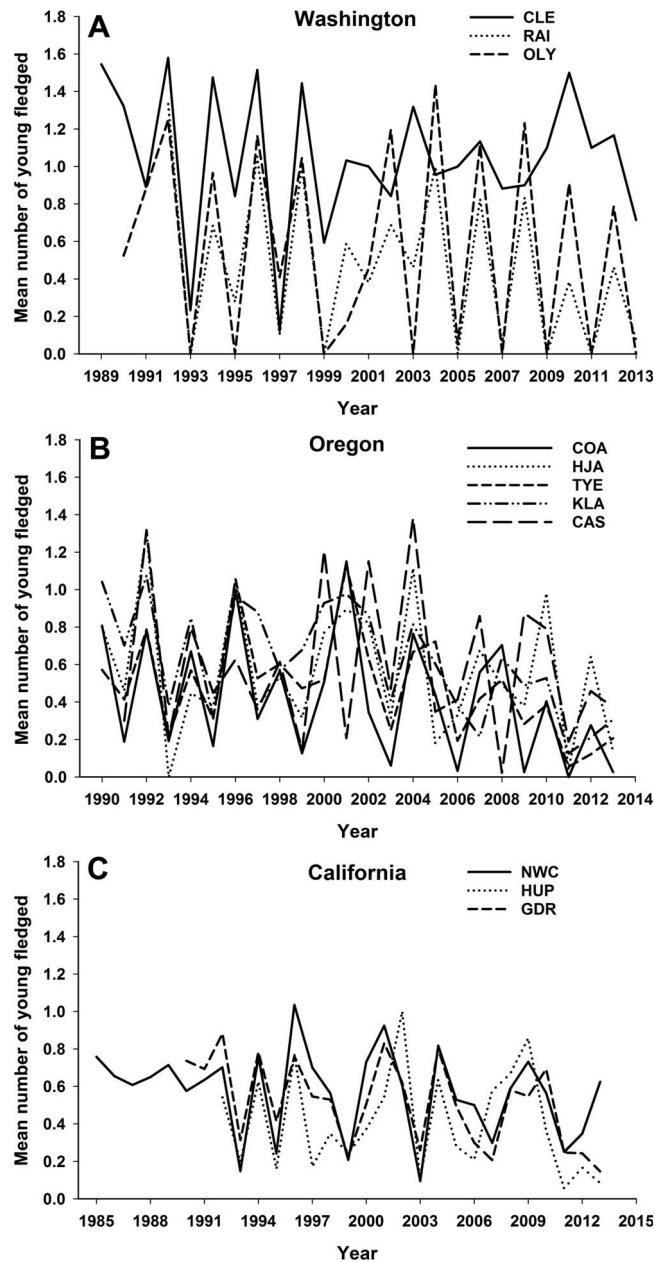 A
Washington
CLE
RAI
OLY
Mean number of young fledged
1.8
1.6
1.4
1.2
1.0
0.8
0.6
0.4
0.2
0.0
1989 1991 1993 1995 1997 1999 2001 2003 2005 2007 2009 2011 2013
Year
B
Oregon
COA
HJA
TYE
KLA
CAS
Mean number of young fledged
1.8
1.6
1.4
1.2
1.0
0.8
0.6
0.4
0.2
0.0
1990 1992 1994 1996 1998 2000 2002 2004 2006 2008 2010 2012 2014
Year
C
California
NWC
HUP
GDR
Mean number of young fledged
1.8
1.6
1.4
1.2
1.0
0.8
0.6
0.4
0.2
0.0
1985 1988 1991 1994 1997 2000 2003 2006 2009 2012 2015
Year